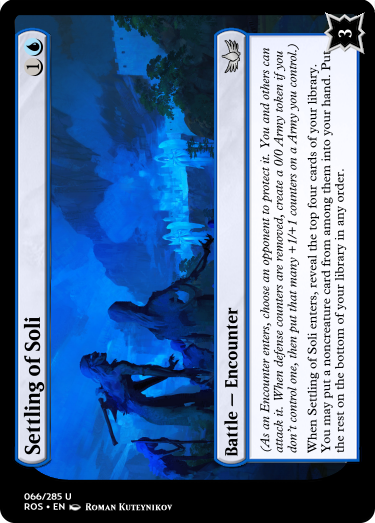 Settling of Soli
1
Battle — Encounter
(As an Encounter enters, choose an opponent to protect it. You and others can
attack it. When defense counters are removed, create a 0/0 Army token if you
don't control one, then put that many +1/+1 counters on a Army you control.)
When Settling of Soli enters, reveal the top four cards of your library.
You may put a noncreature card from among them into your hand. Put
the rest on the bottom of your library in any order.
3
066/285 U
ROS • EN Roman Kuteynikov